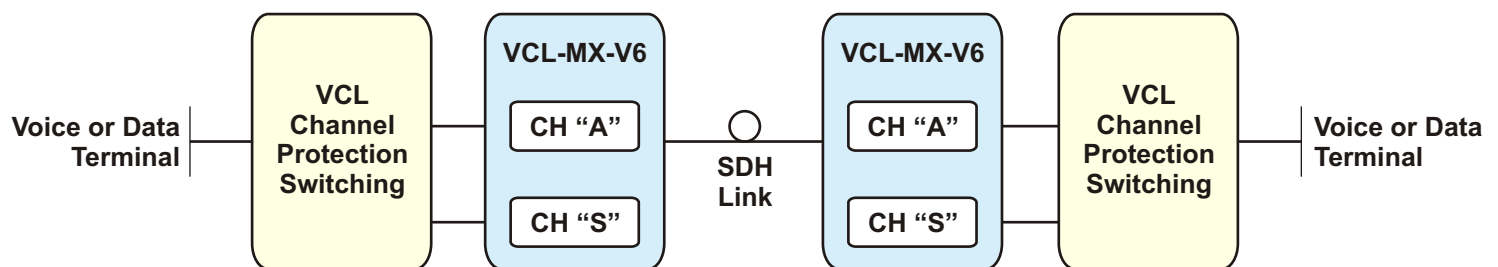 Voice or Data
Terminal
VCL
Channel
Protection
Switching
VCL-MX-V6
CH “A”
CH “S”
SDH
Link
VCL-MX-V6
CH “A”
CH “S”
VCL
Channel
Protection
Switching
Voice or Data
Terminal